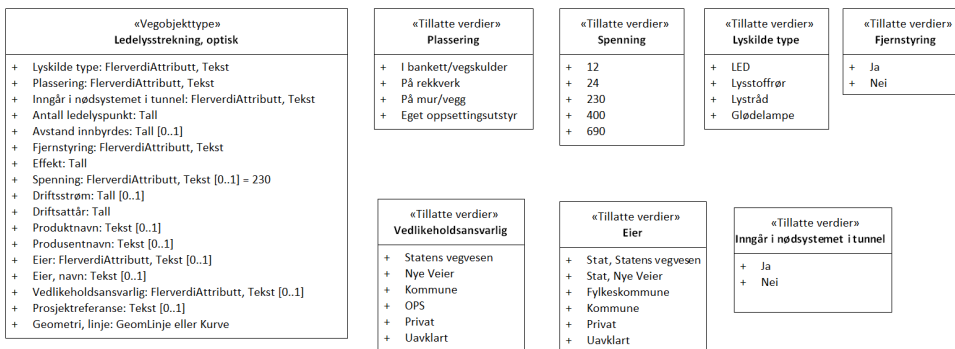 «Vegobjekttype»
Ledelysstrekning, optisk
+ Lyskilde type: FlerverdiAttributt, Tekst
+ Plassering: FlerverdiAttributt, Tekst
+ Inngår i nødsystemet i tunnel: FlerverdiAttributt, Tekst
+ Antall ledelyspunkt: Tall
+ Avstand innbyrdes: Tall [0..1]
+ Fjernstyring: FlerverdiAttributt, Tekst
+ Effekt: Tall
+ Spenning: FlerverdiAttributt, Tekst [0..1] = 230
+ Driftsstrøm: Tall [0..1]
+ Driftsattår: Tall
+ Produktnavn: Tekst [0..1]
+ Produsentnavn: Tekst [0..1]
+ Eier: FlerverdiAttributt, Tekst [0..1]
+ Eier, navn: Tekst [0..1]
+ Vedlikeholdsansvarlig: FlerverdiAttributt, Tekst [0..1]
+ Prosjektreferanse: Tekst [0..1]
+ Geometri, linje: GeomLinje eller Kurve
«Tillatte verdier»
Plassering
+ I bankett/vegskulder
+ På rekkverk
+ På mur/vegg
+ Eget oppsettingsutstyr
«Tillatte verdier»
Spenning
+ 12
+ 24
+ 230
+ 400
+ 690
«Tillatte verdier»
Lyskilde type
+ LED
+ Lysstoffrør
+ Lystråd
+ Glødelampe
«Tillatte verdier»
Fjernstyring
+ Ja
+ Nei
«Tillatte verdier»
Vedlikeholdsansvarlig
+ Statens vegvesen
+ Nye Veier
+ Kommune
+ OPS
+ Privat
+ Uavklart
«Tillatte verdier»
Eier
+ Stat, Statens vegvesen
+ Stat, Nye Veier
+ Fylkeskommune
+ Kommune
+ Privat
+ Uavklart
«Tillatte verdier»
Inngår i nødsystemet i tunnel
+ Ja
+ Nei